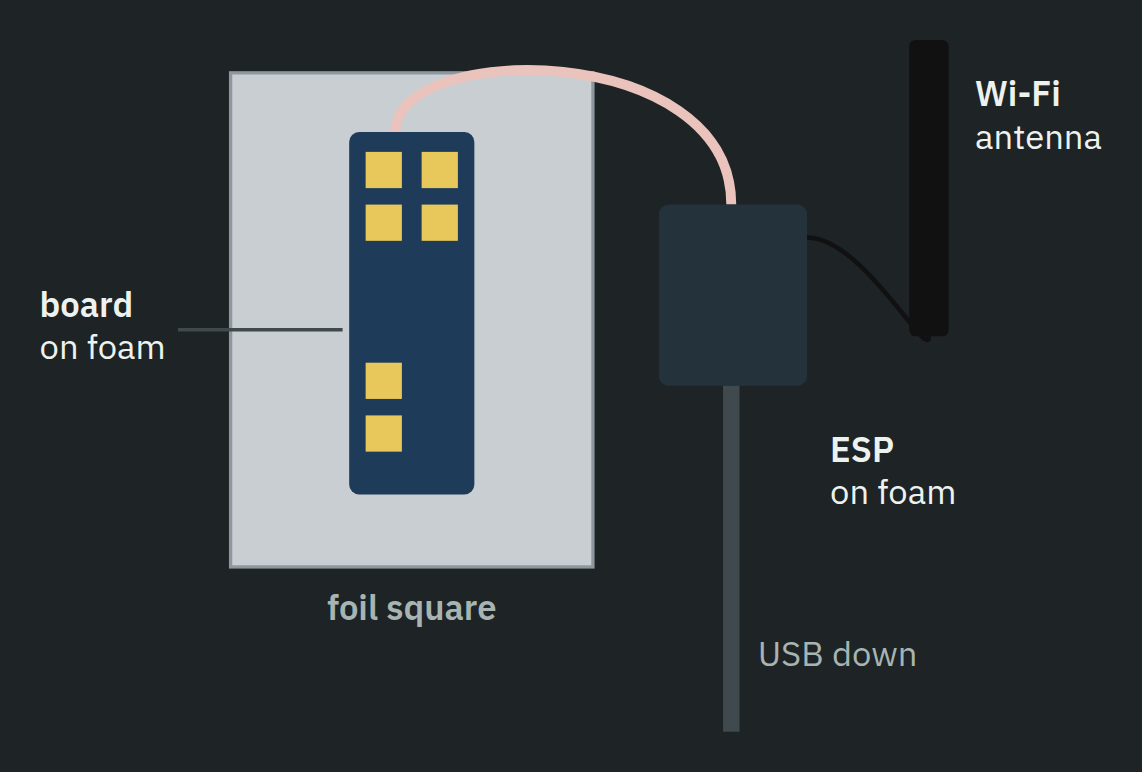 Wi-Fi
antenna
board
on foam
ESP
on foam
foil square
USB down